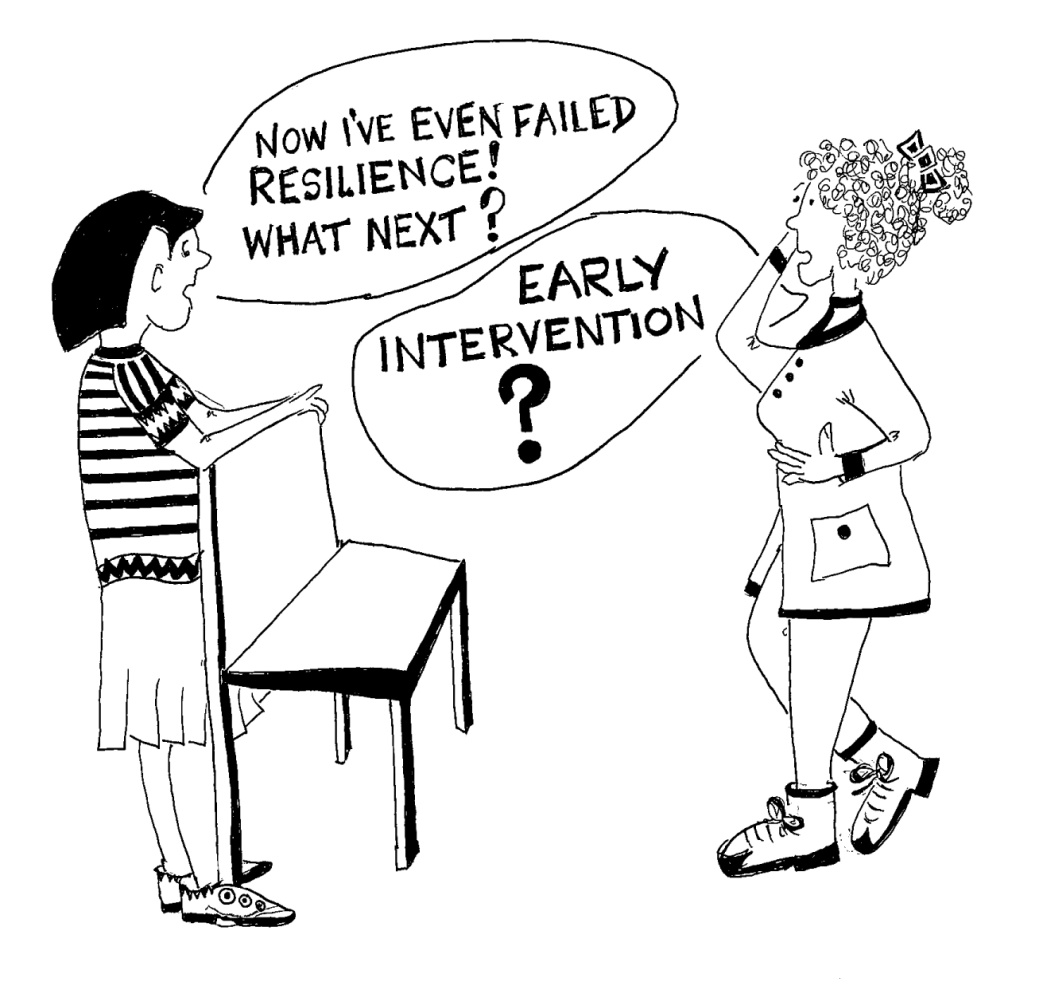 NOW I'VE EVEN FAILED
RESILIENCE!
WHAT NEXT?
EARLY
INTERVENTION
?